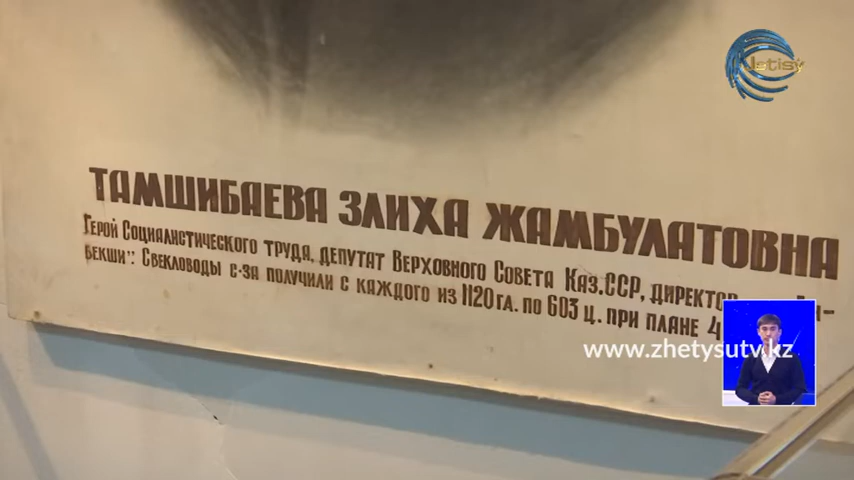 Jetisý
ТАМШИБАЕВА ЗЛИХА ЖАМБУЛАТОВНА
ГЕРОЙ СОЦИАЛИСТИЧЕСКОГО ТРУДА, ДЕПУТАТ ВЕРХОВНОГО СОВЕТА КАЗ.ССР, ДИРЕКТОР
БЕКШИ": СВЕКЛОВОДЫ С-ЗА ПОЛУЧИЛИ С КАЖДОГО ИЗ 1120 ГА. ПО 603 Ц. ПРИ ПЛАНЕ
www.zhetysutv.kz